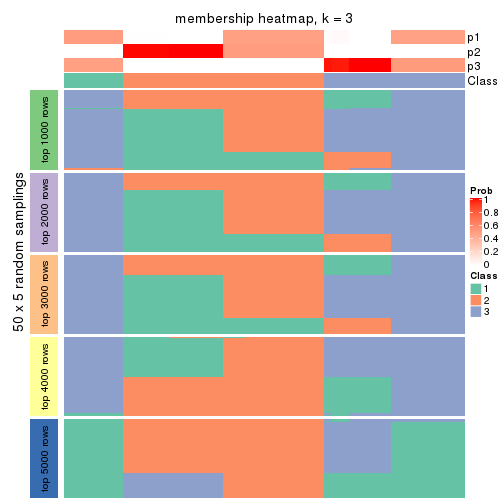 membership heatmap, k = 3
p1
p2
p3
Class
50 x 5 random samplings
top 1000 rows
top 2000 rows
top 3000 rows
top 4000 rows
top 5000 rows
Prob
1
0.8
0.6
0.4
0.2
0
Class
1
2
3